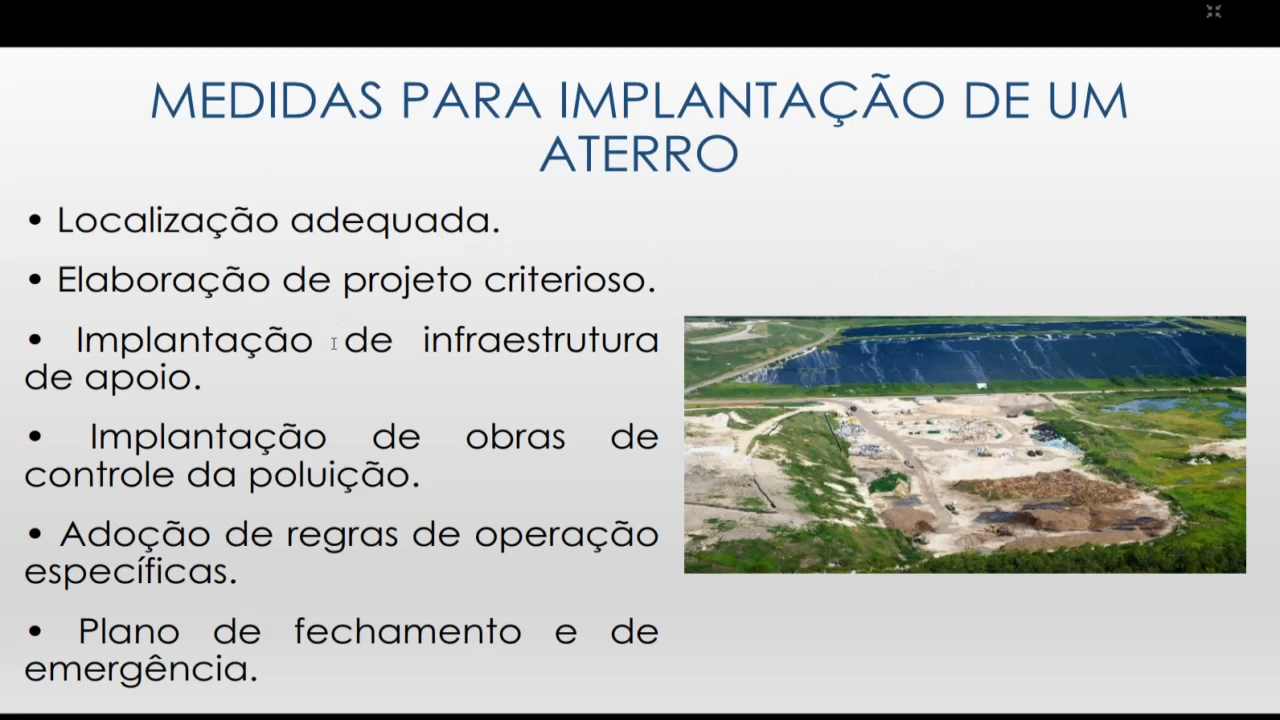 MEDIDAS PARA IMPLANTAÇÃO DE UM
ATERRO
• Localização adequada.
• Elaboração de projeto criterioso.
• Implantação de infraestrutura
de apoio.
• Implantação de obras de
controle da poluição.
• Adoção de regras de operação
específicas.
• Plano de fechamento e de
emergência.